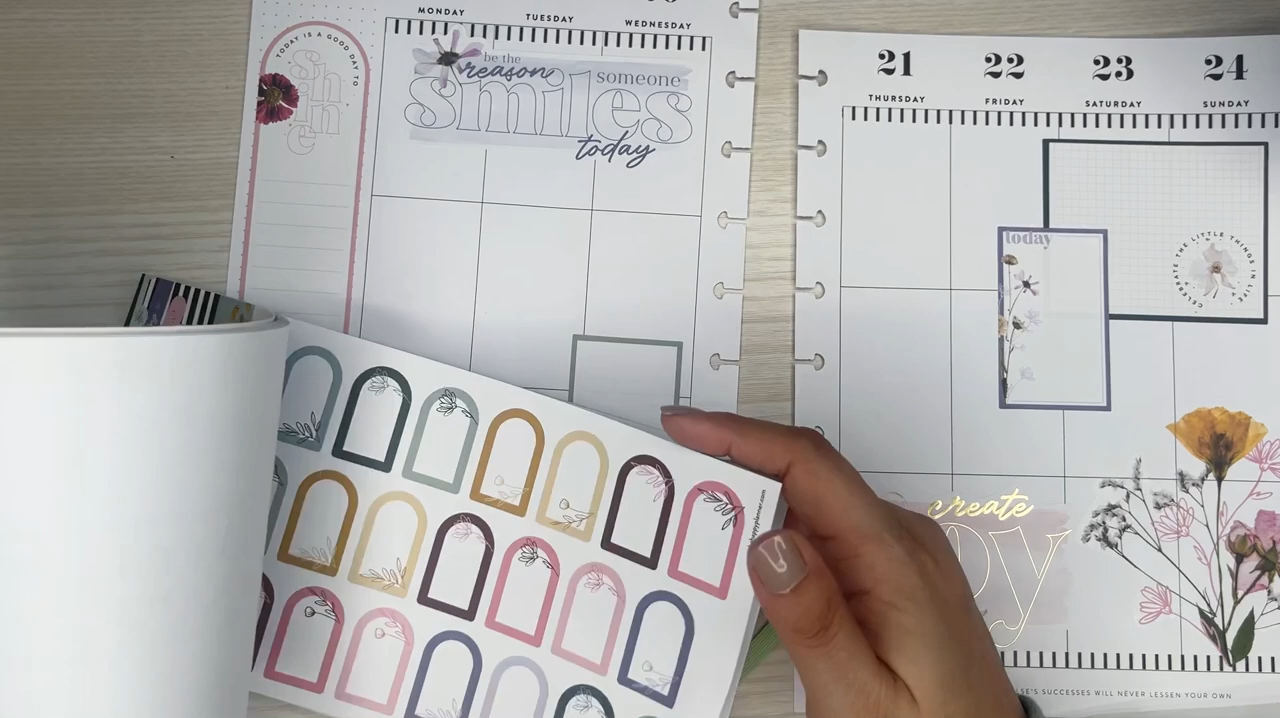 MONDAY
TUESDAY
WEDNESDAY
TODAY IS A GOOD DAY TO
shine
be the
reason
someone
smiles
today
21
22
23
24
THURSDAY
FRIDAY
SATURDAY
SUNDAY
today
CELEBRATE THE LITTLE THINGS IN LIFE
create
SUCCESSES WILL NEVER LESSEN YOUR OWN